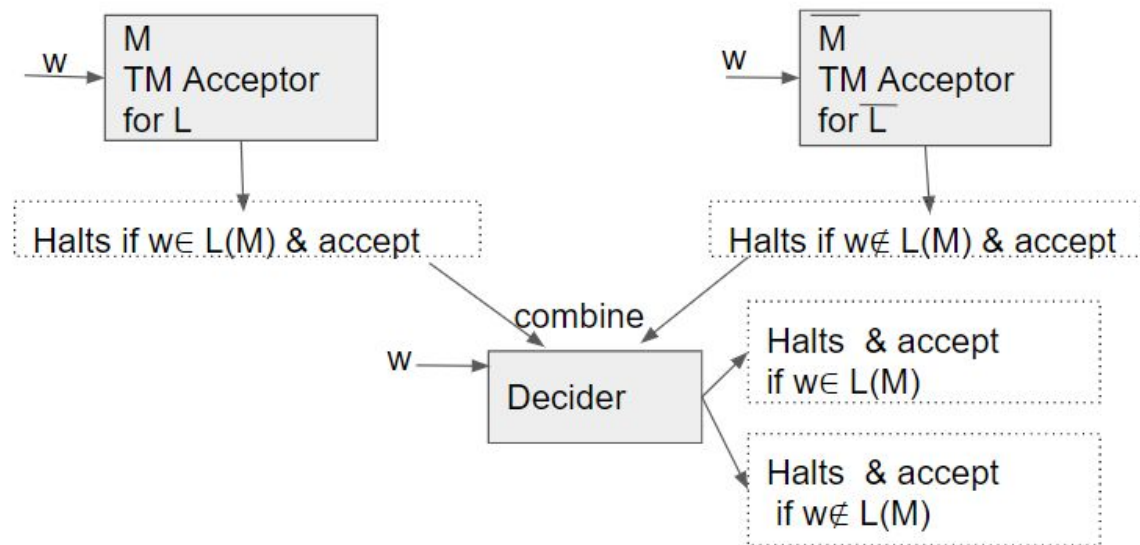 w
M
TM Acceptor
for L
w
M̅
TM Acceptor
for L̅
Halts if w∈ L(M) & accept
Halts if w∉ L(M) & accept
combine
w
Decider
Halts & accept
if w∈ L(M)
Halts & accept
if w∉ L(M)